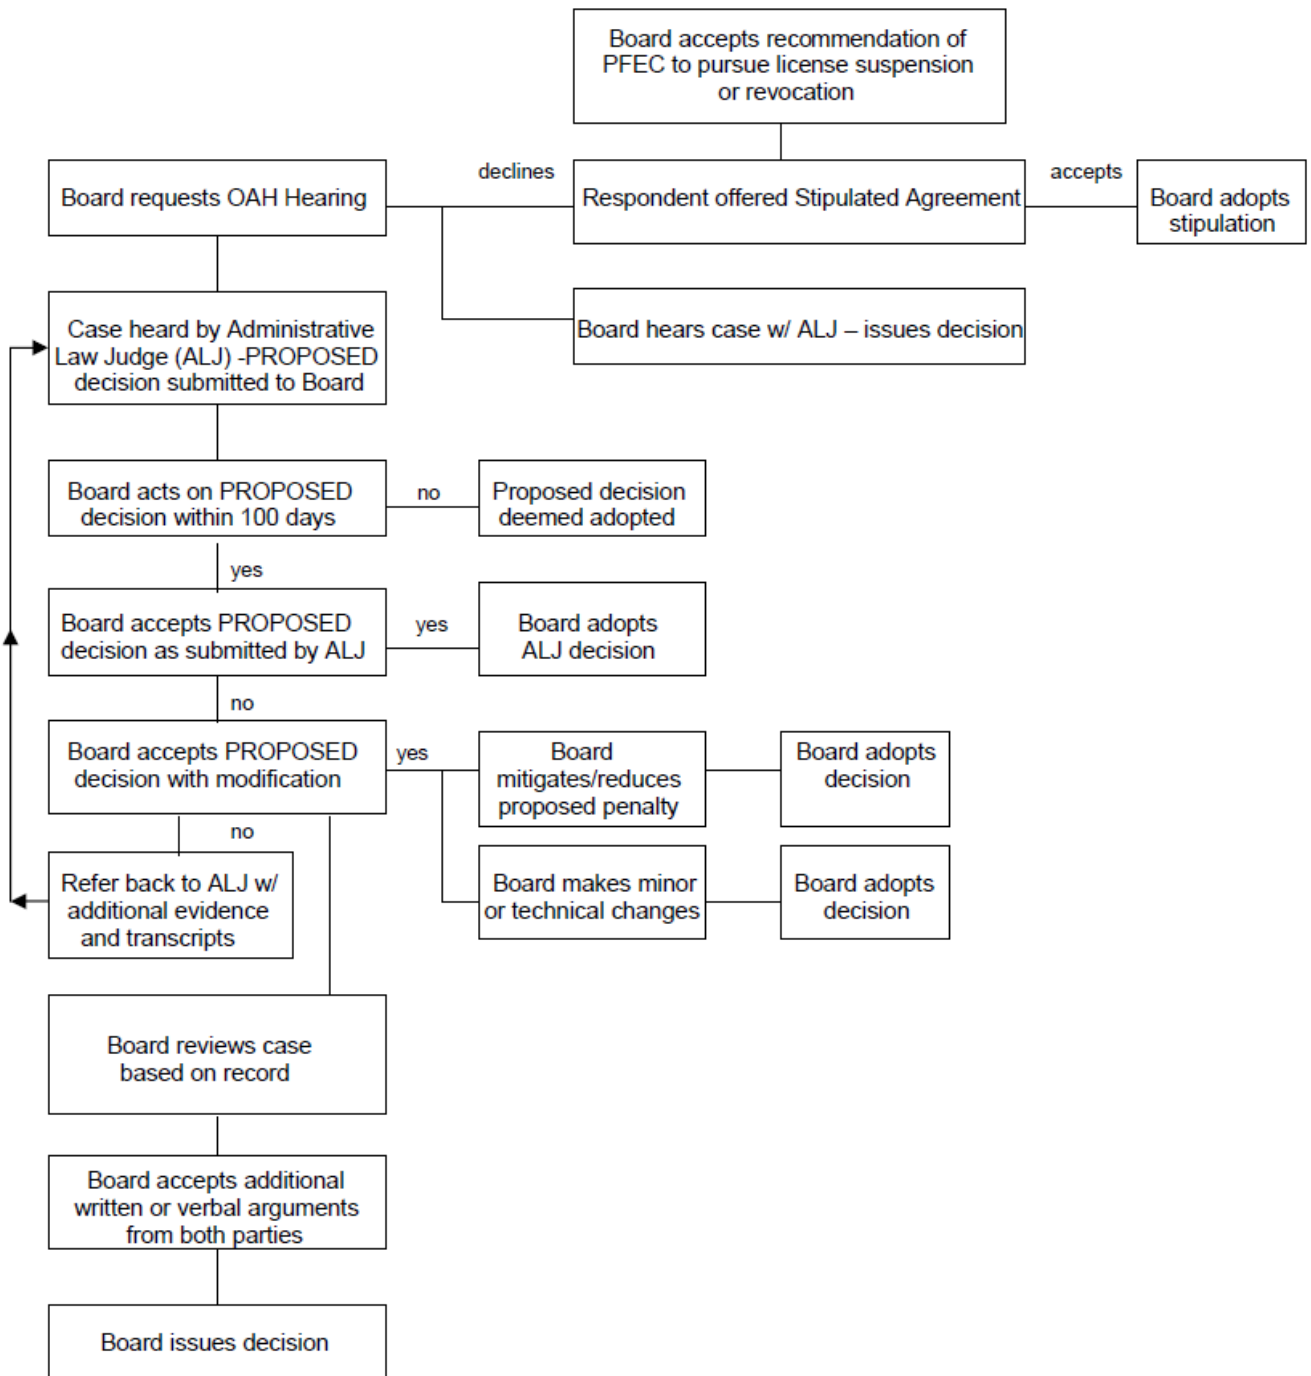 Board accepts recommendation of
PFEC to pursue license suspension
or revocation
declines
accepts
Board requests OAH Hearing
Respondent offered Stipulated Agreement
Board adopts
stipulation
Case heard by Administrative
Law Judge (ALJ) -PROPOSED
decision submitted to Board
Board hears case w/ ALJ – issues decision
Board acts on PROPOSED
decision within 100 days
no
Proposed decision
deemed adopted
yes
Board accepts PROPOSED
decision as submitted by ALJ
yes
Board adopts
ALJ decision
no
Board accepts PROPOSED
decision with modification
yes
Board
mitigates/reduces
proposed penalty
Board adopts
decision
no
Refer back to ALJ w/
additional evidence
and transcripts
Board makes minor
or technical changes
Board adopts
decision
Board reviews case
based on record
Board accepts additional
written or verbal arguments
from both parties
Board issues decision